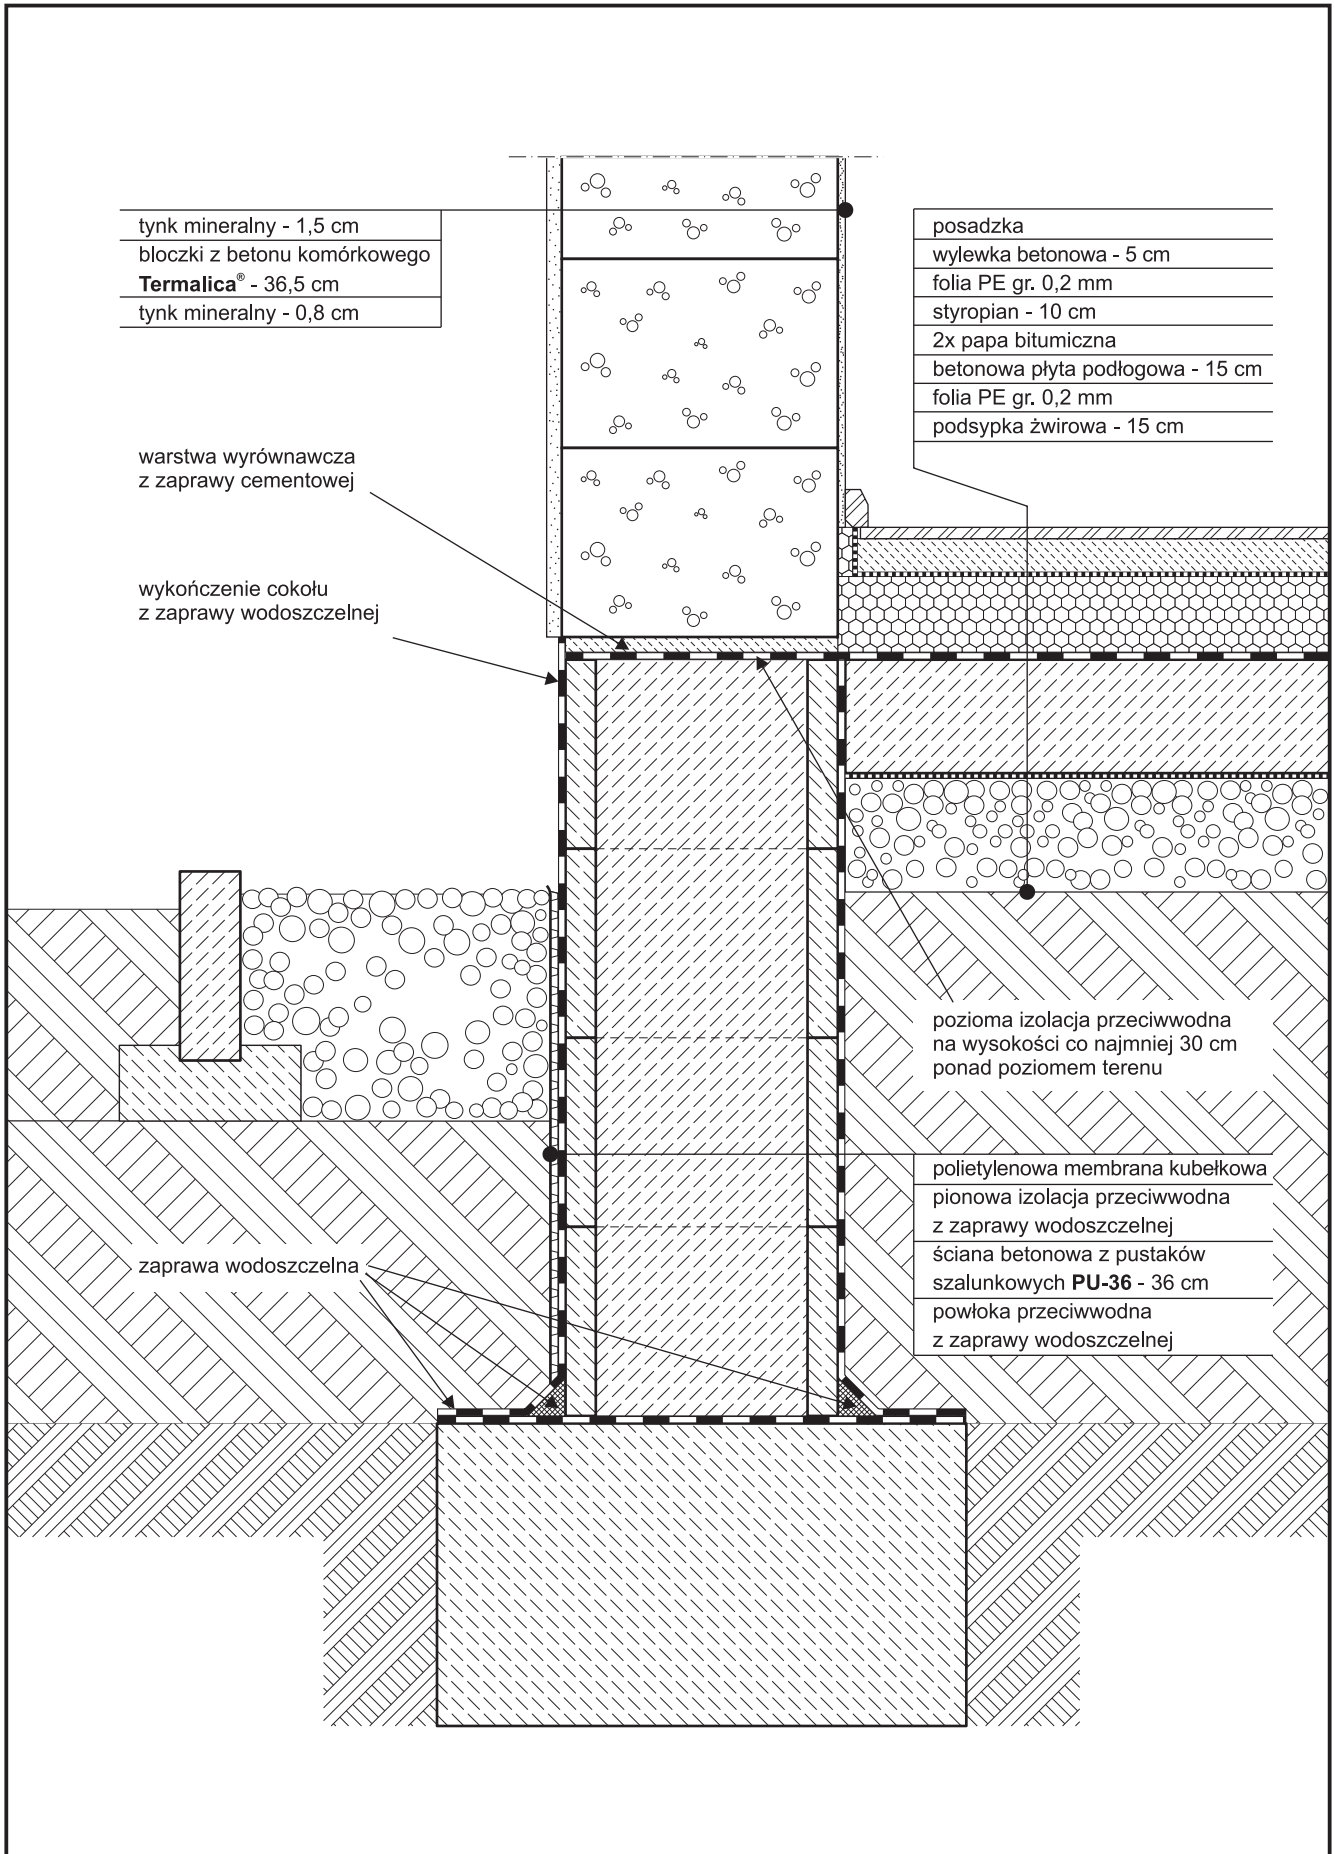 tynk mineralny - 1,5 cm
bloczki z betonu komórkowego
Termalica® - 36,5 cm
tynk mineralny - 0,8 cm
posadzka
wylewka betonowa - 5 cm
folia PE gr. 0,2 mm
styropian - 10 cm
2x papa bitumiczna
betonowa płyta podłogowa - 15 cm
folia PE gr. 0,2 mm
podsypka żwirowa - 15 cm
warstwa wyrównawcza
z zaprawy cementowej
wykończenie cokołu
z zaprawy wodoszczelnej
pozioma izolacja przeciwwodna
na wysokości co najmniej 30 cm
ponad poziomem terenu
polietylenowa membrana kubełkowa
pionowa izolacja przeciwwodna
z zaprawy wodoszczelnej
ściana betonowa z pustaków
szalunkowych PU-36 - 36 cm
powłoka przeciwwodna
z zaprawy wodoszczelnej
zaprawa wodoszczelna